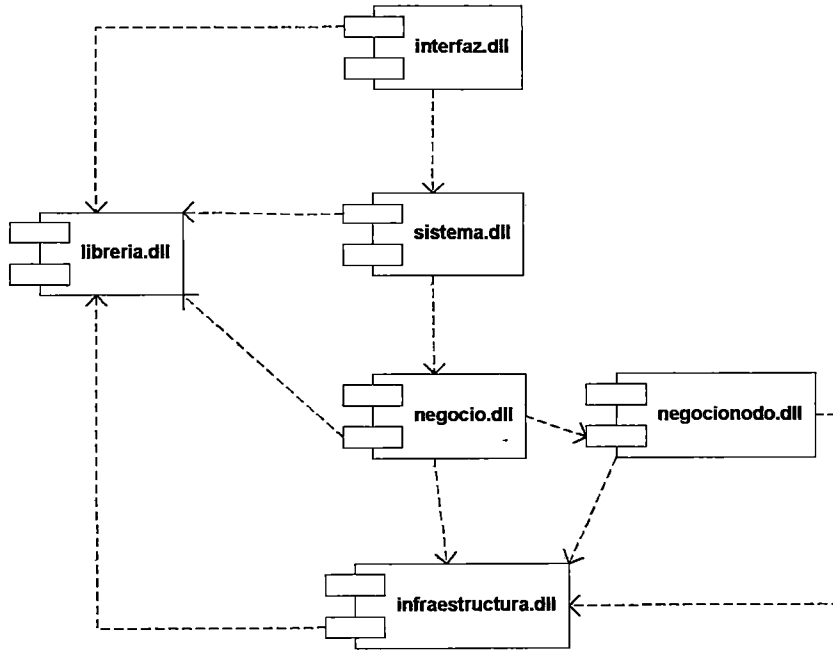 interfaz.dll
sistema.dll
libreria.dll
negocio.dll
negocionodo.dll
infraestructura.dll